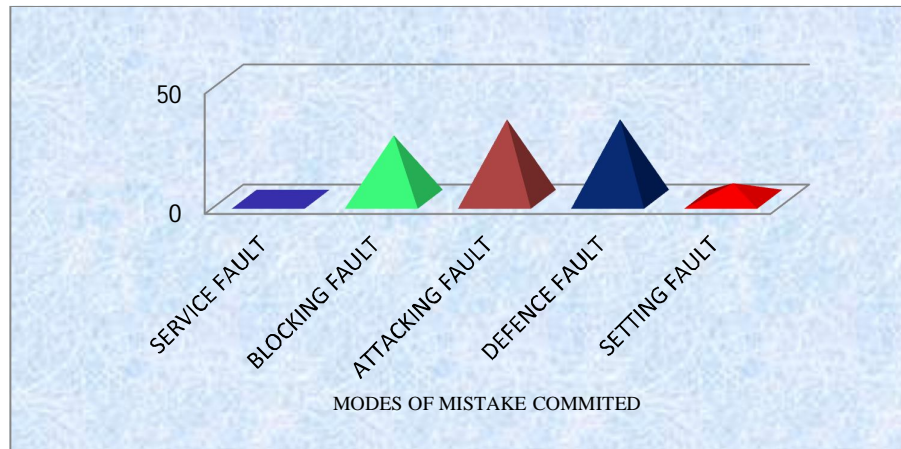 50
0
SERVICE FAULT
BLOCKING FAULT
ATTACKING FAULT
DEFENCE FAULT
SETTING FAULT
MODES OF MISTAKE COMMITED